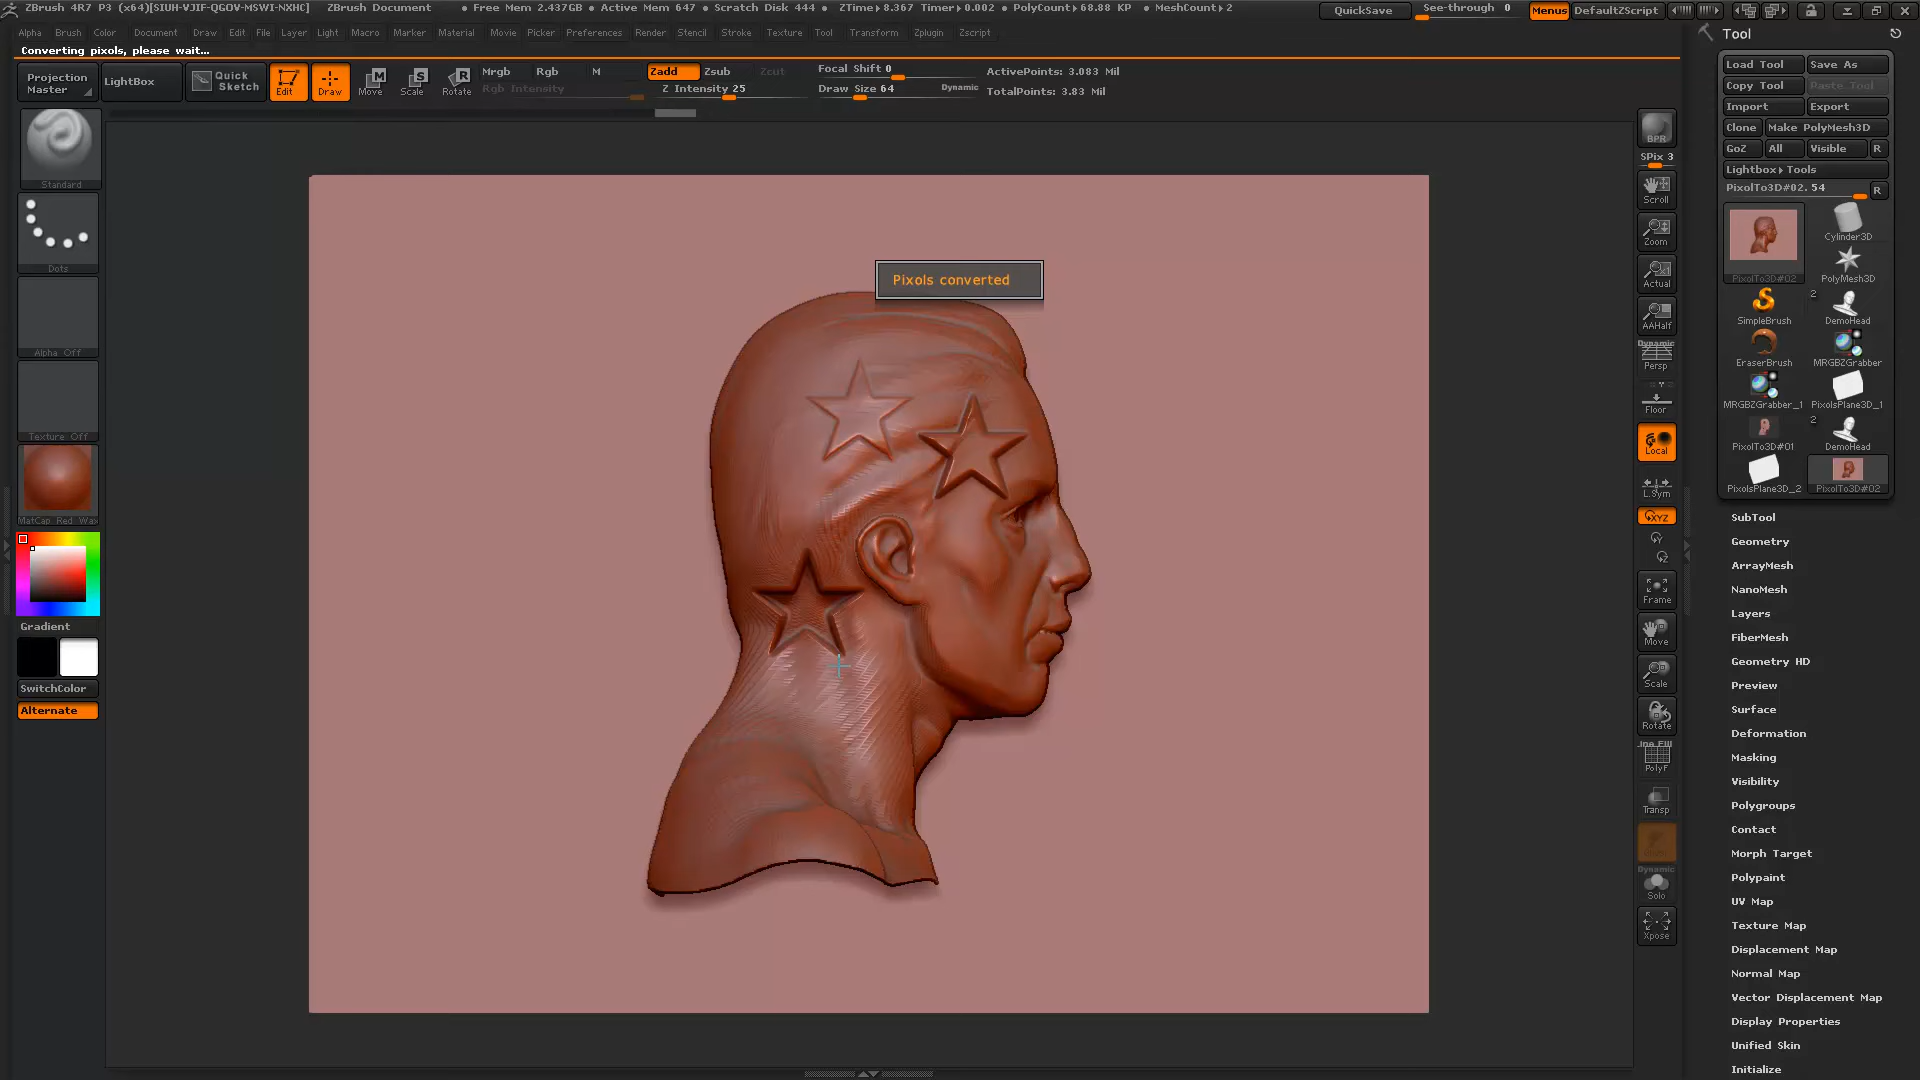 ZBrush 4R7 P3 (x64)[SIUH-VJIF-QGOV-MSWI-NXHC] ZBrush Document • Free Mem 2.437GB • Active Mem 647 • Scratch Disk 444 • ZTime▸8.367 Timer▸0.002 • PolyCount▸68.88 KP • MeshCount▸2 QuickSave See-through 0 Menus DefaultZScript
Alpha Brush Color Document Draw Edit File Layer Light Macro Marker Material Movie Picker Preferences Render Stencil Stroke Texture Tool Transform Zplugin Zscript
Converting pixols, please wait...
Projection Master
LightBox
Quick Sketch
Edit
Draw
Move
Scale
Rotate
Mrgb Rgb M
Rgb Intensity
Zadd Zsub Zcut
Z Intensity 25
Focal Shift 0
Draw Size 64 Dynamic
ActivePoints: 3.083 Mil
TotalPoints: 3.83 Mil
Standard
Dots
Alpha Off
Texture Off
MatCap Red Wax
Gradient
SwitchColor
Alternate
Pixols converted
BPR
SPix 3
Scroll
Zoom
Actual
AAHalf
Dynamic
Persp
Floor
Local
L.Sym
XYZ
Y
Z
Frame
Move
Scale
Rotate
Line Fill
PolyF
Transp
Dynamic
Solo
Xpose
Tool
Load Tool Save As
Copy Tool Paste Tool
Import Export
Clone Make PolyMesh3D
GoZ All Visible R
Lightbox▸Tools
PixolTo3D#02. 54 R
PixolTo3D#02
Cylinder3D
PolyMesh3D
SimpleBrush
2
DemoHead
EraserBrush MRGBZGrabber
MRGBZGrabber_1 PixolsPlane3D_1
PixolTo3D#01
2
DemoHead
PixolsPlane3D_2 PixolTo3D#02
SubTool
Geometry
ArrayMesh
NanoMesh
Layers
FiberMesh
Geometry HD
Preview
Surface
Deformation
Masking
Visibility
Polygroups
Contact
Morph Target
Polypaint
UV Map
Texture Map
Displacement Map
Normal Map
Vector Displacement Map
Display Properties
Unified Skin
Initialize